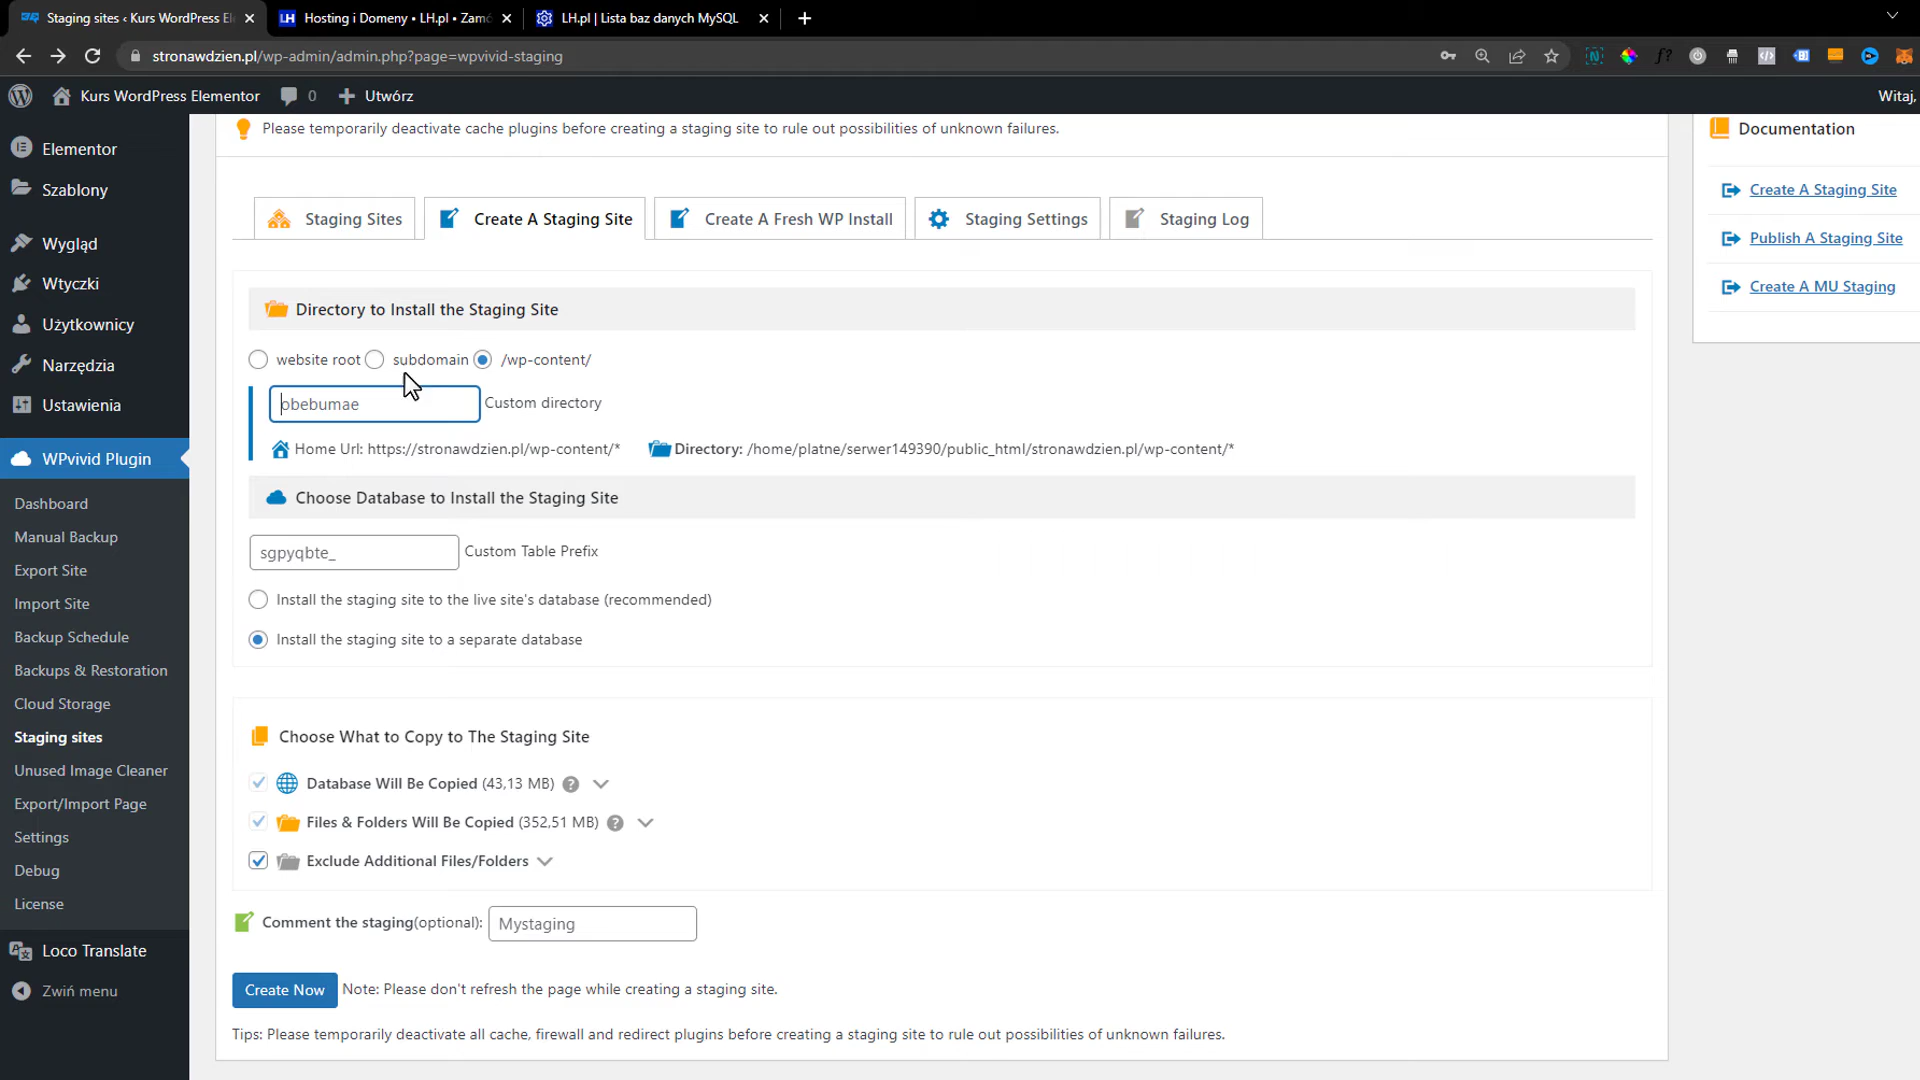 Staging sites ‹ Kurs WordPress El
Hosting i Domeny • LH.pl • Zamó
LH.pl | Lista baz danych MySQL
stronawdzien.pl/wp-admin/admin.php?page=wpvivid-staging
Kurs WordPress Elementor
0
Utwórz
Witaj,
Elementor
Szablony
Wygląd
Wtyczki
Użytkownicy
Narzędzia
Ustawienia
WPvivid Plugin
Dashboard
Manual Backup
Export Site
Import Site
Backup Schedule
Backups & Restoration
Cloud Storage
Staging sites
Unused Image Cleaner
Export/Import Page
Settings
Debug
License
Loco Translate
Zwiń menu
Please temporarily deactivate cache plugins before creating a staging site to rule out possibilities of unknown failures.
Staging Sites
Create A Staging Site
Create A Fresh WP Install
Staging Settings
Staging Log
Directory to Install the Staging Site
website root subdomain /wp-content/
obebumae Custom directory
Home Url: https://stronawdzien.pl/wp-content/* Directory: /home/platne/serwer149390/public_html/stronawdzien.pl/wp-content/*
Choose Database to Install the Staging Site
sgpyqbte_ Custom Table Prefix
Install the staging site to the live site's database (recommended)
Install the staging site to a separate database
Choose What to Copy to The Staging Site
Database Will Be Copied (43,13 MB) ?
Files & Folders Will Be Copied (352,51 MB) ?
Exclude Additional Files/Folders
Comment the staging(optional): Mystaging
Create Now Note: Please don't refresh the page while creating a staging site.
Tips: Please temporarily deactivate all cache, firewall and redirect plugins before creating a staging site to rule out possibilities of unknown failures.
Documentation
Create A Staging Site
Publish A Staging Site
Create A MU Staging